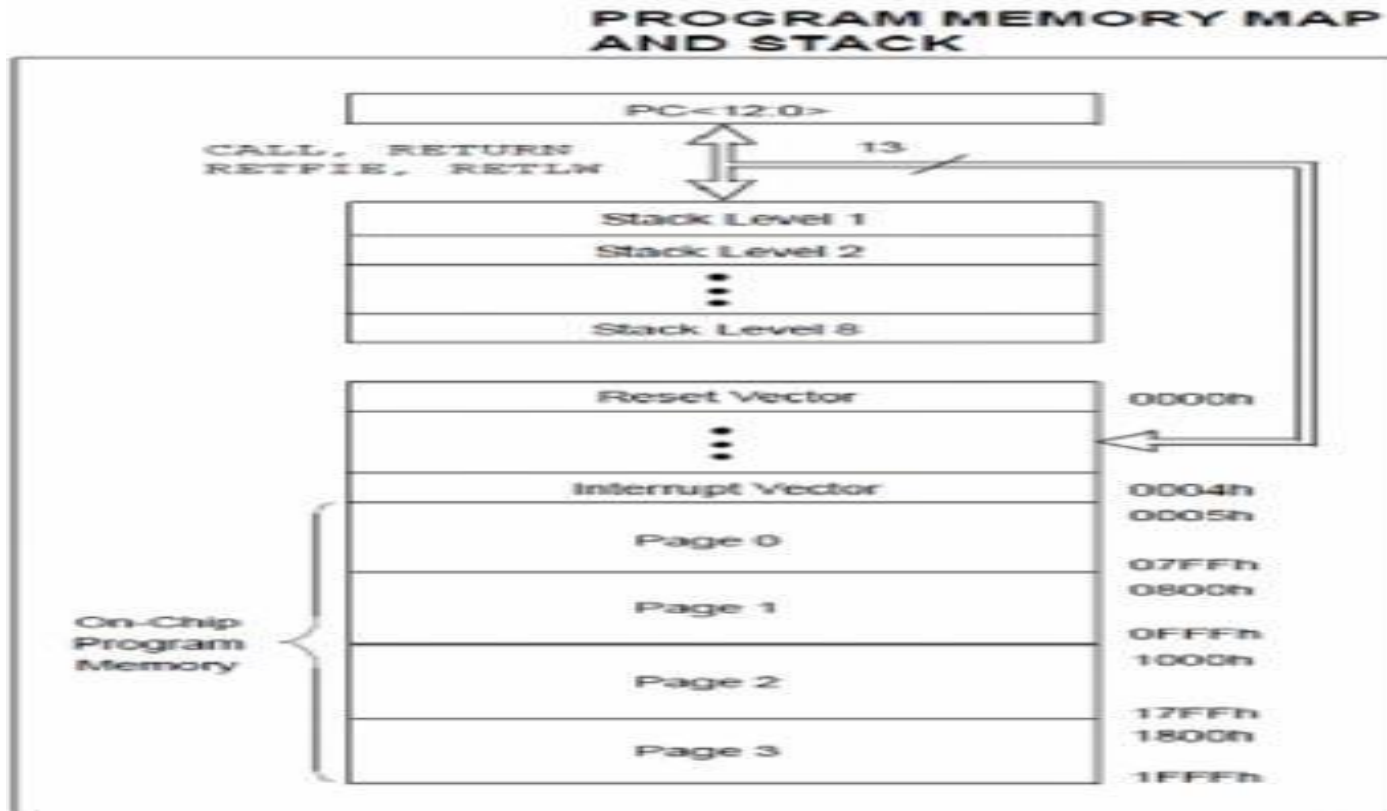 PROGRAM MEMORY MAP
AND STACK
PC<12:0>
CALL, RETURN
RETFIE, RETLW
13
Stack Level 1
Stack Level 2
Stack Level 8
Reset Vector
0000h
Interrupt Vector
0004h
0005h
Page 0
07FFh
0800h
Page 1
0FFFh
On-Chip
Program
Memory
1000h
Page 2
17FFh
1800h
Page 3
1FFFh